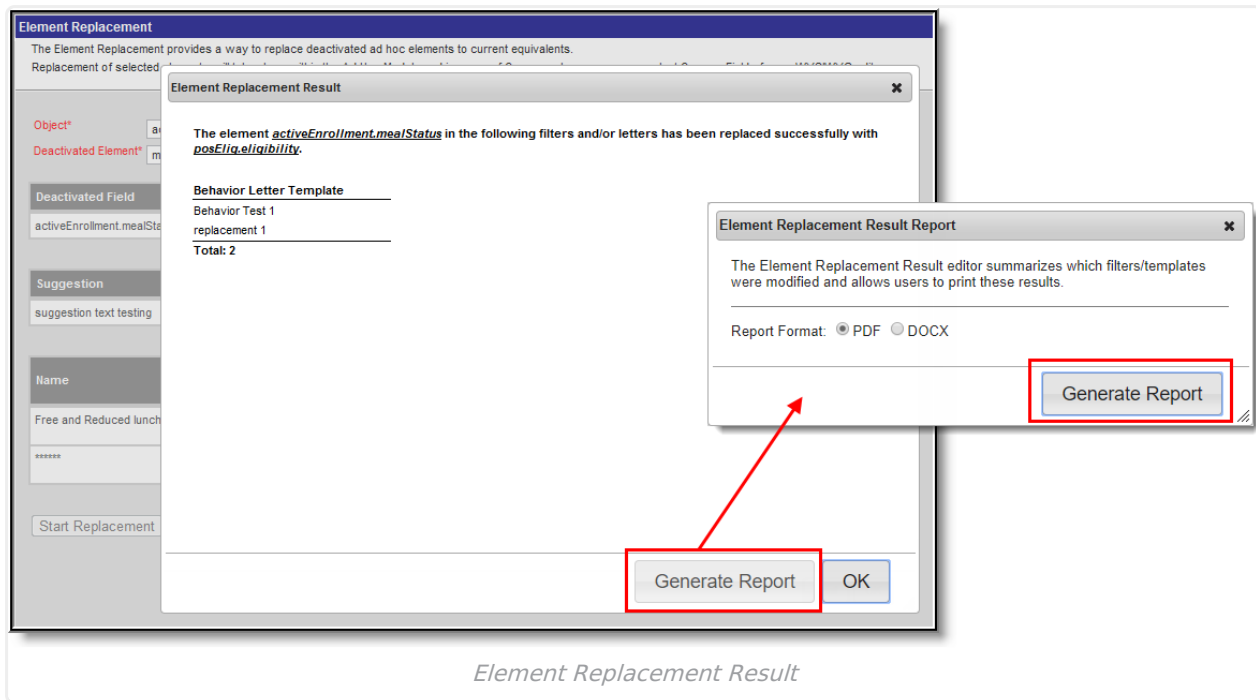 Element Replacement
The Element Replacement provides a way to replace deactivated ad hoc elements to current equivalents.
Replacement of selected
Element Replacement Result
Object*
Deactivated Element*
The element activeEnrollment.mealStatus in the following filters and/or letters has been replaced successfully with
posElig.eligibility.
Deactivated Field
activeEnrollment.mealSta
Behavior Letter Template
Behavior Test 1
replacement 1
Total: 2
Suggestion
suggestion text testing
Name
Free and Reduced lunch
******
Start Replacement
Generate Report
OK
Element Replacement Result Report
The Element Replacement Result editor summarizes which filters/templates
were modified and allows users to print these results.
Report Format: PDF DOCX
Generate Report
Element Replacement Result